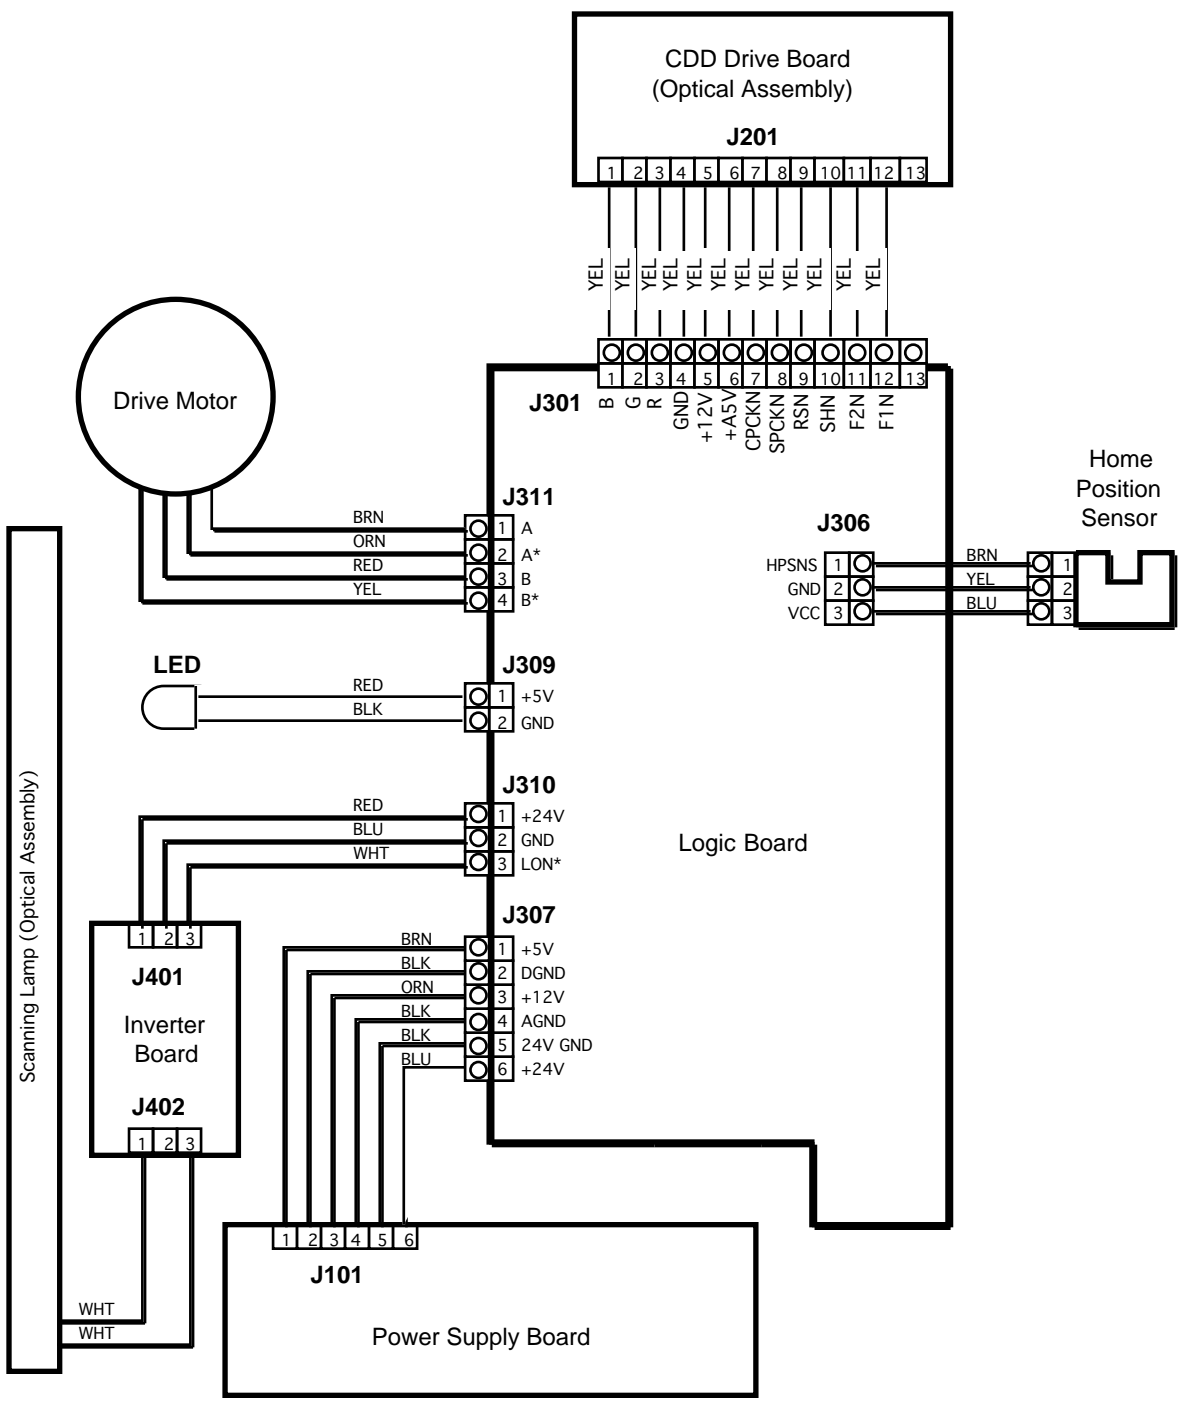 CDD Drive Board
(Optical Assembly)
J201
1 2 3 4 5 6 7 8 9 10 11 12 13
YEL YEL YEL YEL YEL YEL YEL YEL YEL YEL YEL YEL
1 2 3 4 5 6 7 8 9 10 11 12 13
J301
B G R GND +12V +A5V CPCKN SPCKN RSN SHN F2N F1N
Drive Motor
J311
BRN 1 A
ORN 2 A*
RED 3 B
YEL 4 B*
Home
Position
Sensor
J306
HPSNS 1 BRN 1
GND 2 YEL 2
VCC 3 BLU 3
LED
J309
RED 1 +5V
BLK 2 GND
J310
RED 1 +24V
BLU 2 GND
WHT 3 LON*
Logic Board
Scanning Lamp (Optical Assembly)
J307
BRN 1 +5V
BLK 2 DGND
ORN 3 +12V
BLK 4 AGND
BLK 5 24V GND
BLU 6 +24V
1 2 3
J401
Inverter
Board
J402
1 2 3
WHT
WHT
1 2 3 4 5 6
J101
Power Supply Board